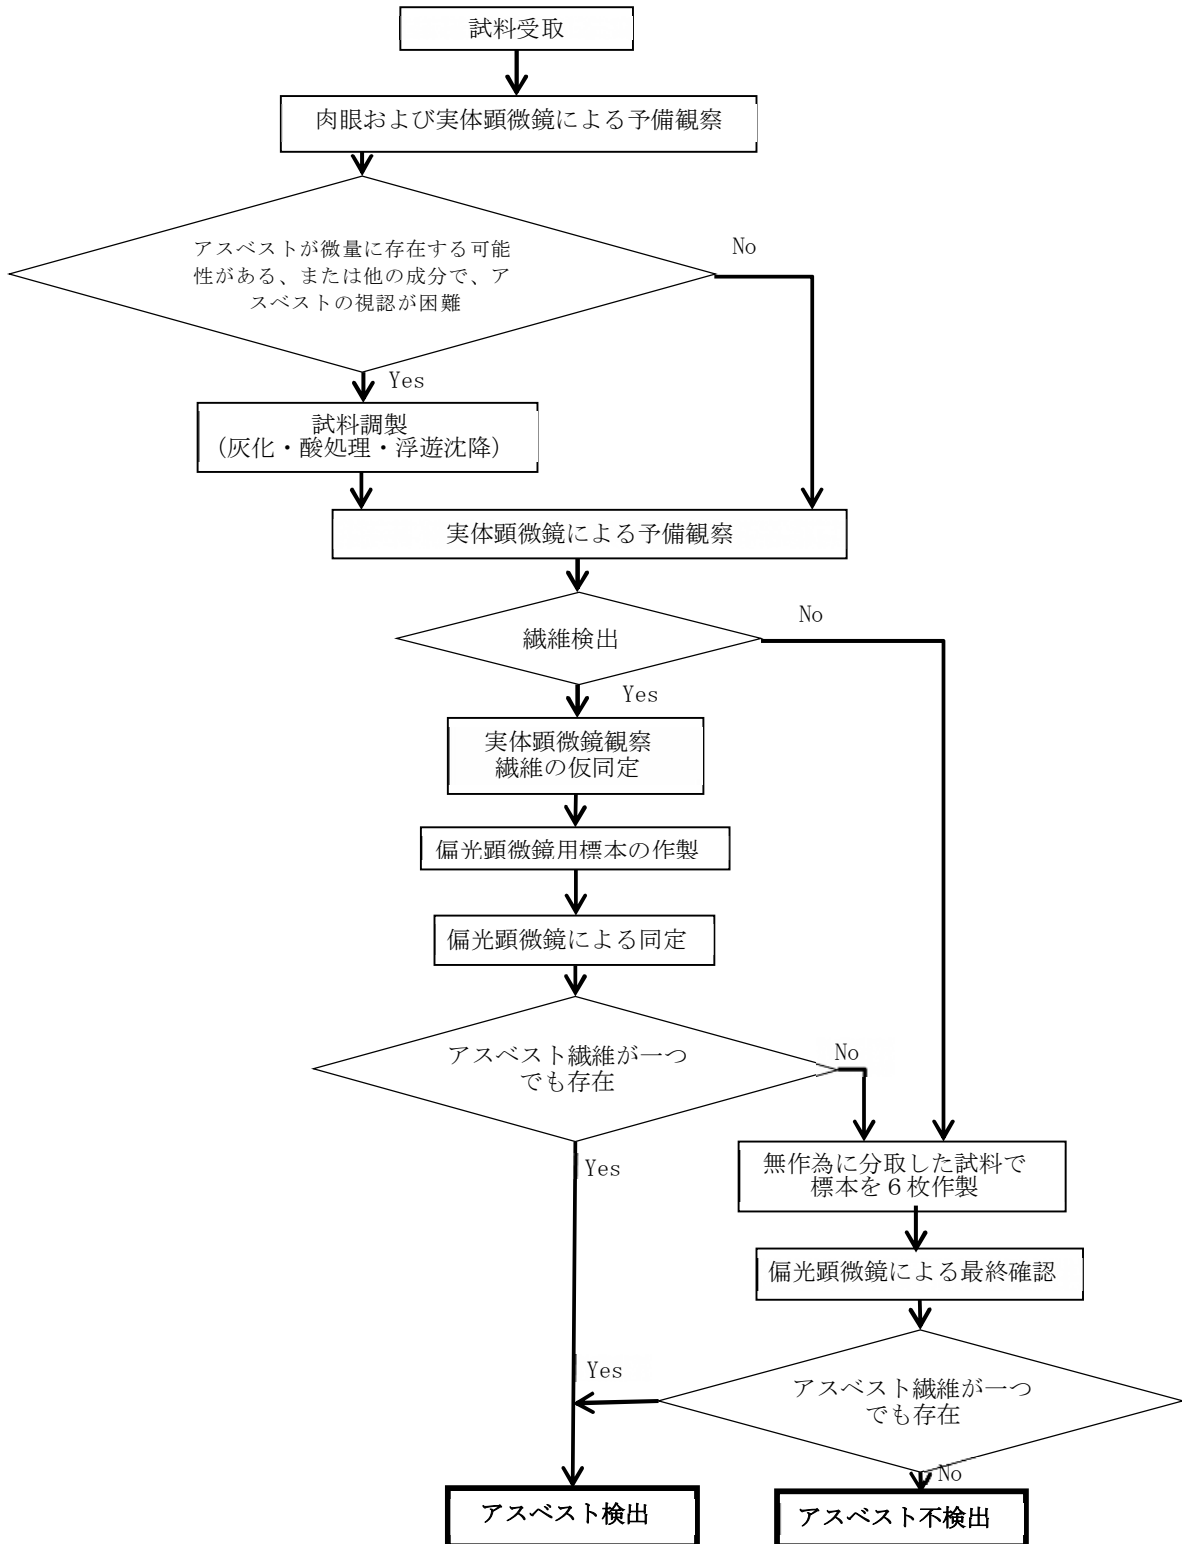 試料受取
肉眼および実体顕微鏡による予備観察
アスベストが微量に存在する可能
性がある、または他の成分で、ア
スベストの視認が困難
No
Yes
試料調製
（灰化・酸処理・浮遊沈降）
実体顕微鏡による予備観察
繊維検出
No
Yes
実体顕微鏡観察
繊維の仮同定
偏光顕微鏡用標本の作製
偏光顕微鏡による同定
アスベスト繊維が一つ
でも存在
No
Yes
無作為に分取した試料で
標本を６枚作製
偏光顕微鏡による最終確認
アスベスト繊維が一つ
でも存在
Yes
No
アスベスト検出
アスベスト不検出